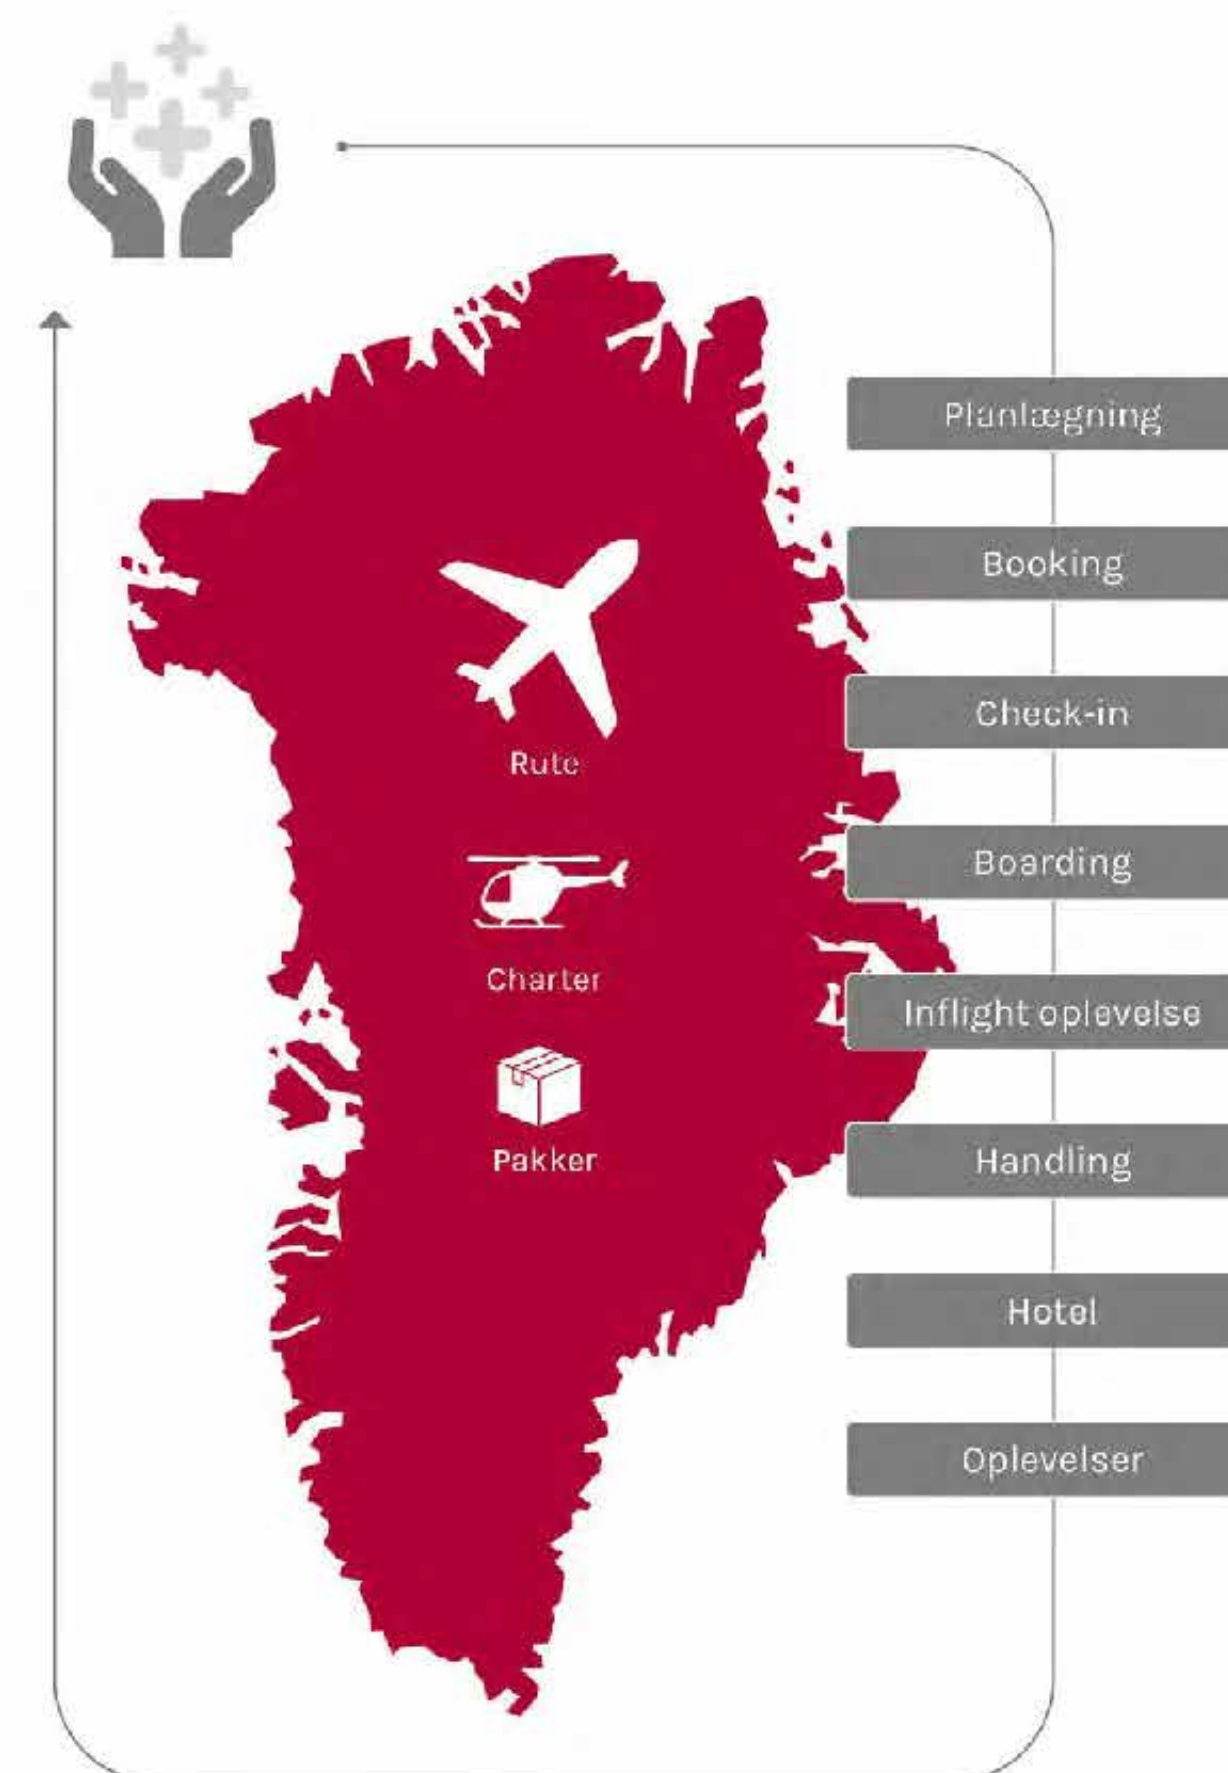 Planlægning
Booking
Check-in
Boarding
Inflight oplevelse
Handling
Hotel
Oplevelser
Rute
Charter
Pakker